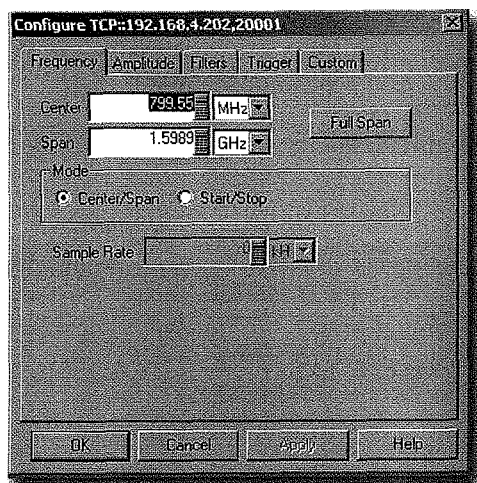 Configure TCP::192.168.4.202,20001
Frequency Amplitude Filters Trigger Custom
Center 799.55 MHz
Full Span
Span 1.5989 GHz
Mode
Center/Span Start/Stop
Sample Rate 0 kH
OK Cancel Apply Help